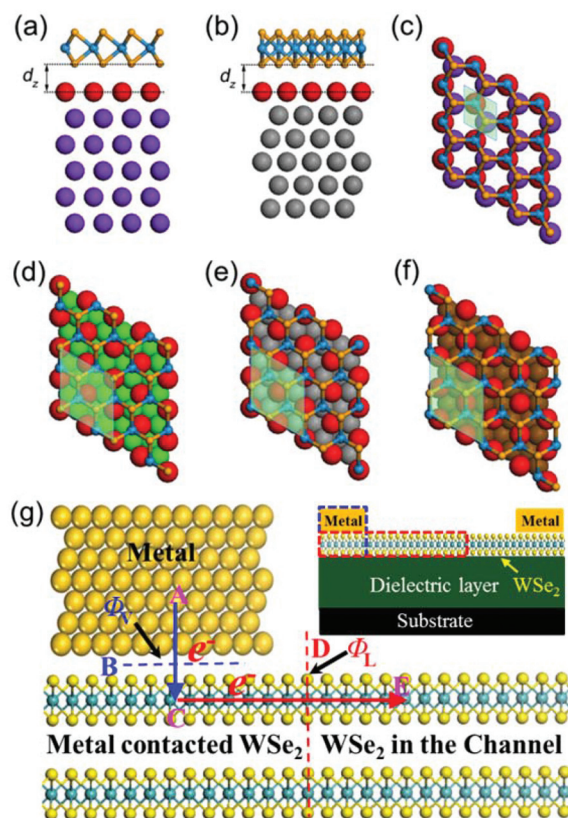 (a)
(b)
(c)
d_z
d_z
(d)
(e)
(f)
(g)
Metal
Metal
Metal
WSe₂
Dielectric layer
Substrate
A
Φ_V
e⁻
B
D
Φ_L
e⁻
E
C
Metal contacted WSe₂
WSe₂ in the Channel